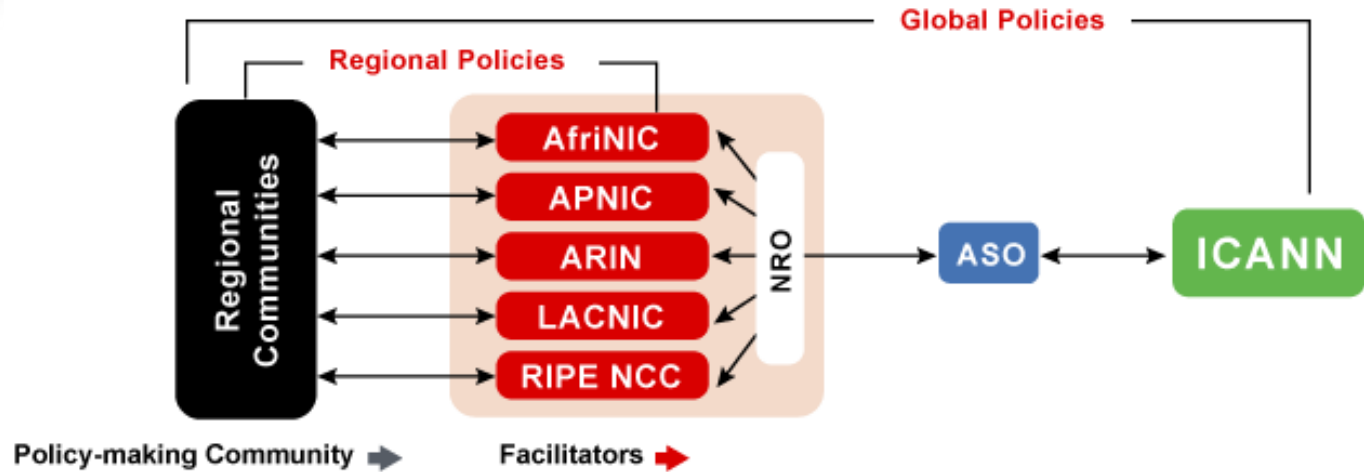 Global Policies
Regional Policies
Regional
Communities
AfriNIC
APNIC
ARIN
LACNIC
RIPE NCC
NRO
ASO
ICANN
Policy-making Community
Facilitators